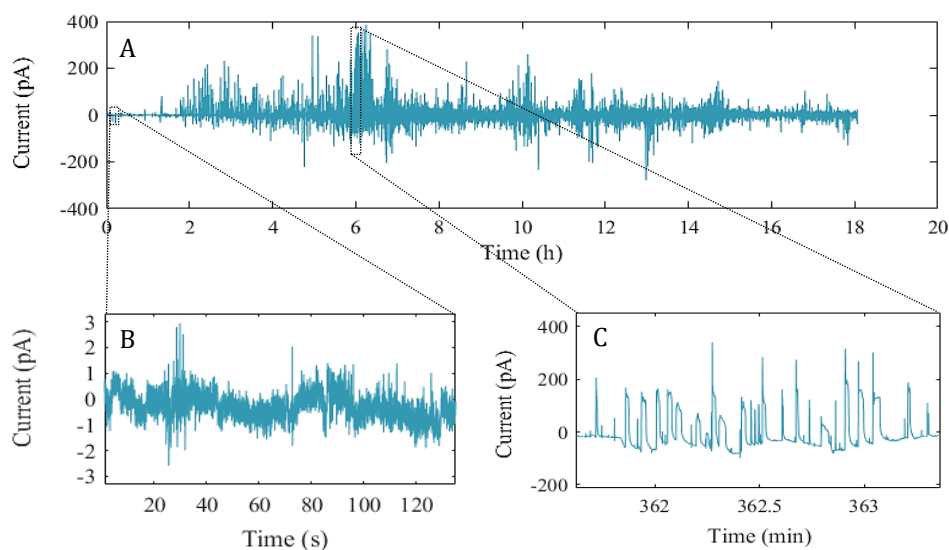 A
Current (pA)
400
200
0
-200
-400
0 2 4 6 8 10 12 14 16 18 20
Time (h)
B
Current (pA)
3
2
1
0
-1
-2
-3
20 40 60 80 100 120
Time (s)
C
Current (pA)
400
200
0
-200
362 362.5 363
Time (min)